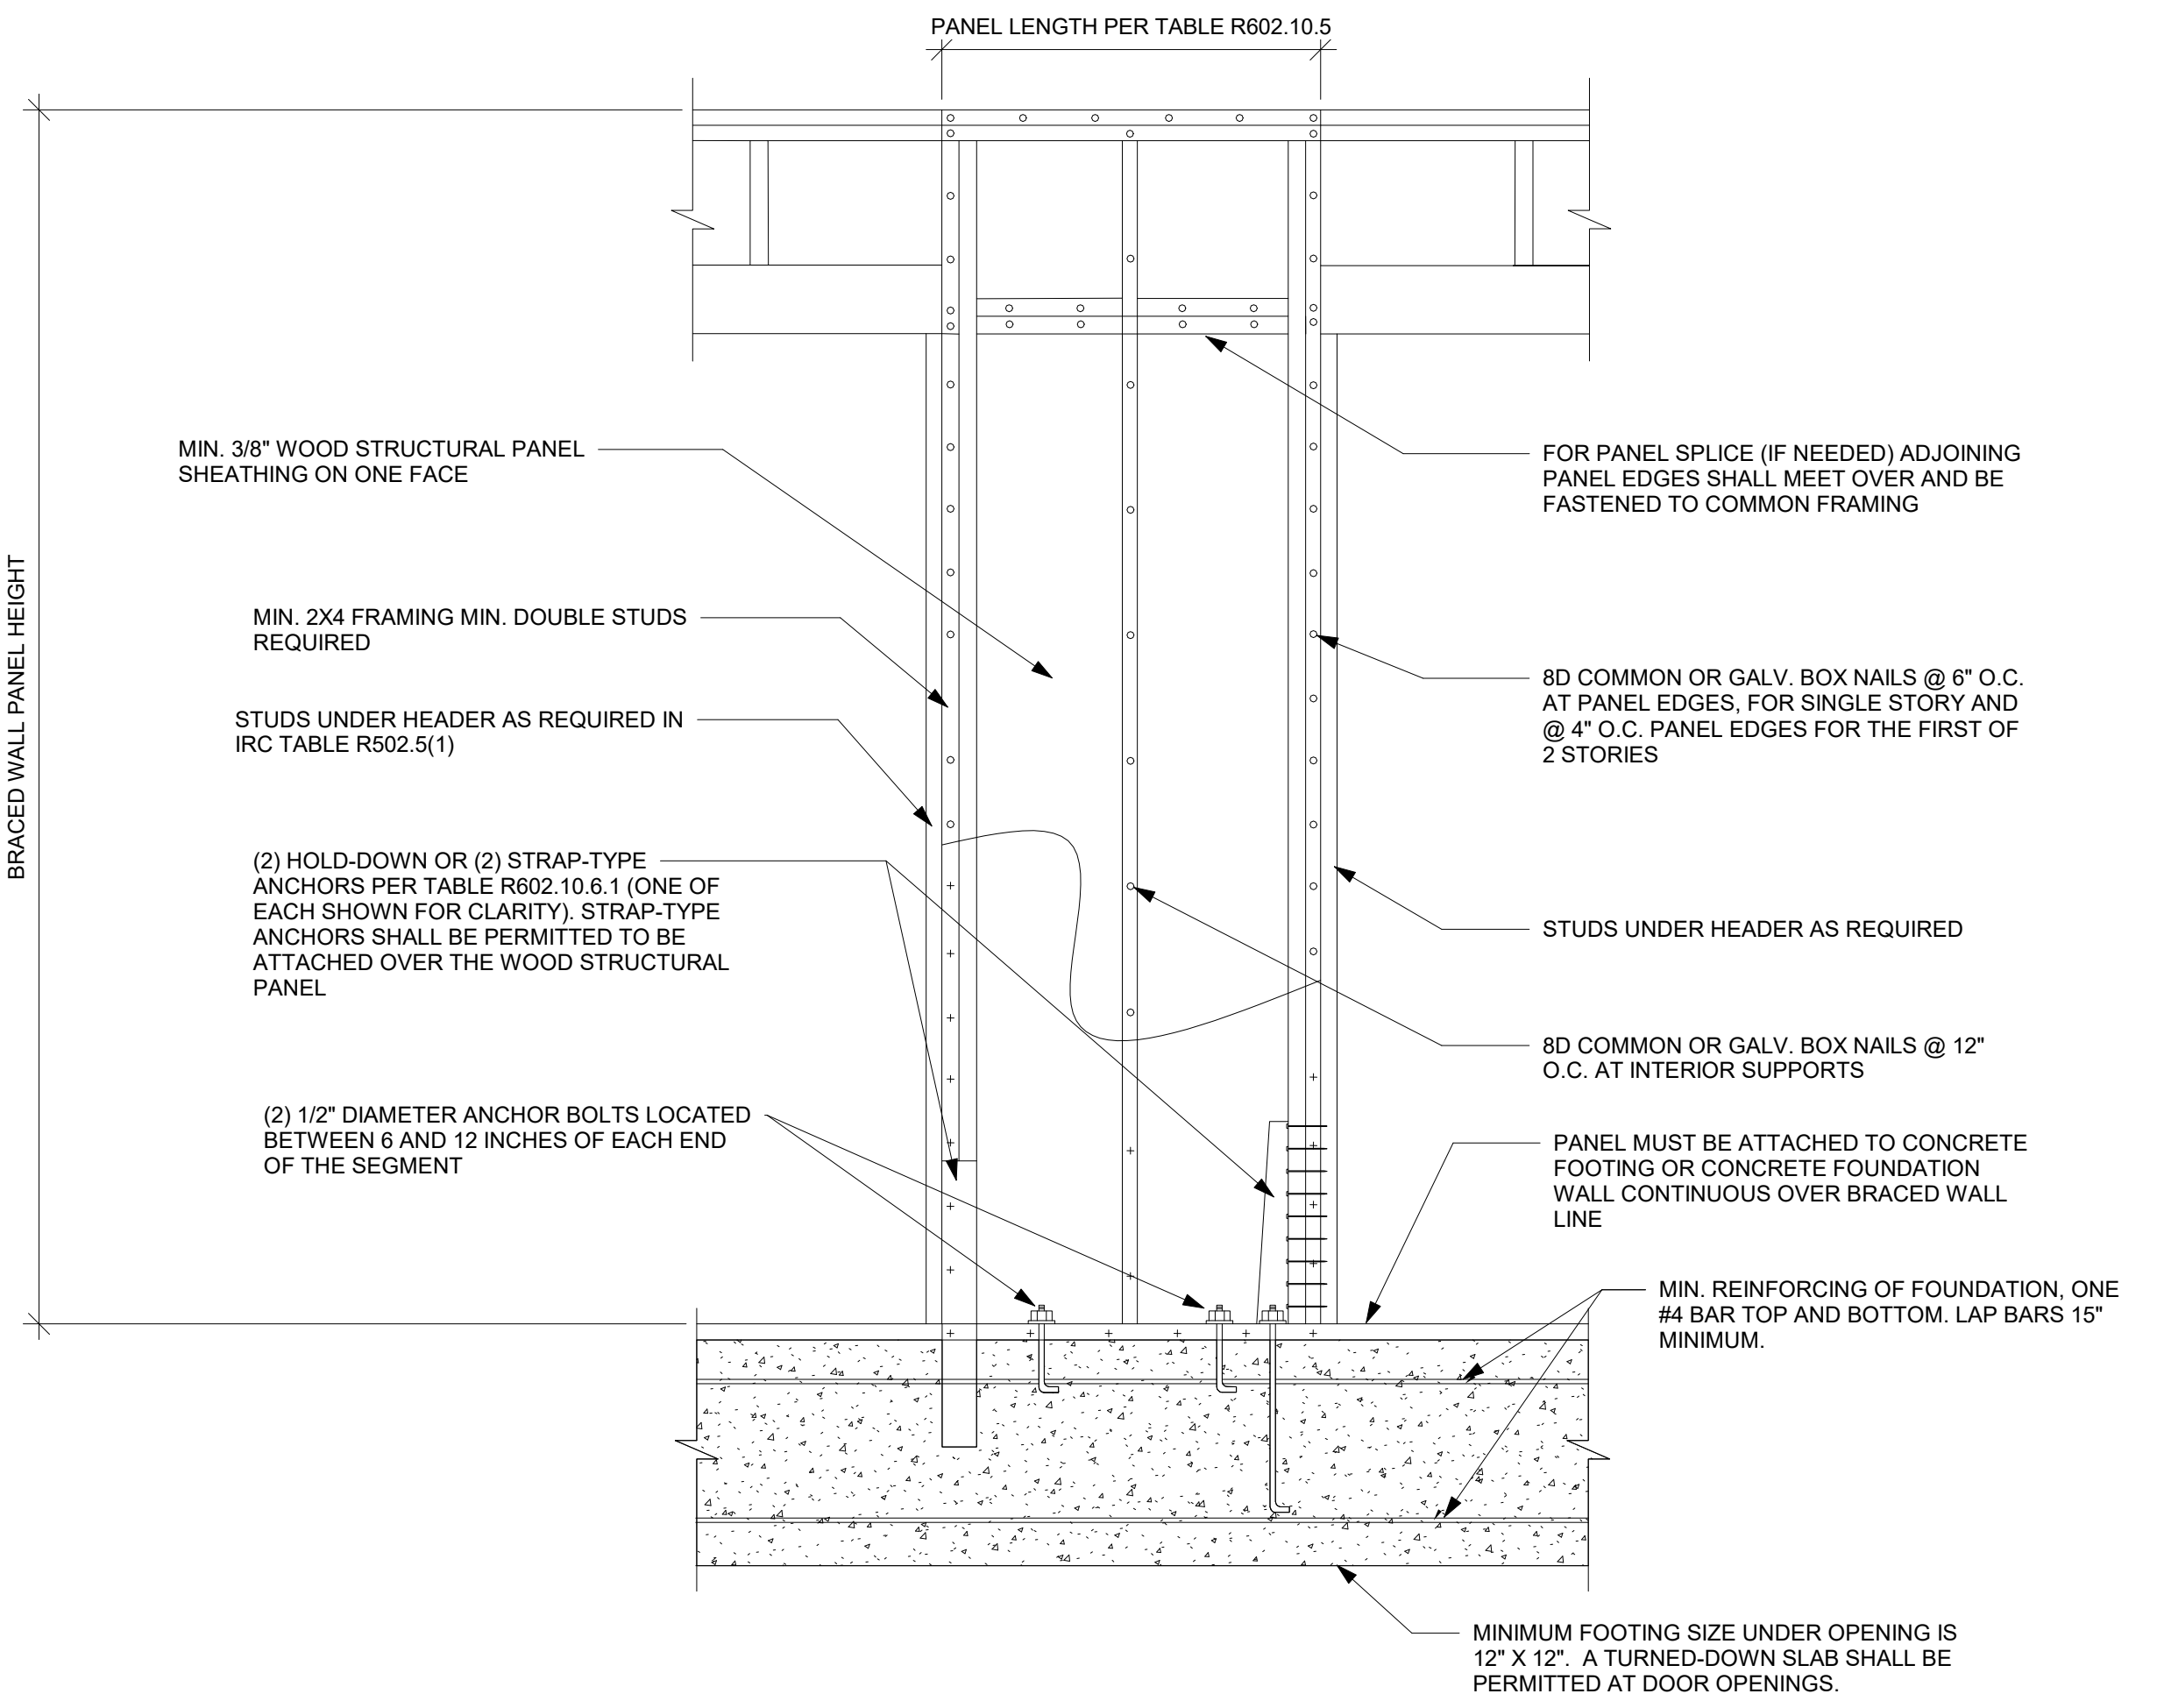 PANEL LENGTH PER TABLE R602.10.5
BRACED WALL PANEL HEIGHT
MIN. 3/8" WOOD STRUCTURAL PANEL
SHEATHING ON ONE FACE
MIN. 2X4 FRAMING MIN. DOUBLE STUDS
REQUIRED
STUDS UNDER HEADER AS REQUIRED IN
IRC TABLE R502.5(1)
(2) HOLD-DOWN OR (2) STRAP-TYPE
ANCHORS PER TABLE R602.10.6.1 (ONE OF
EACH SHOWN FOR CLARITY). STRAP-TYPE
ANCHORS SHALL BE PERMITTED TO BE
ATTACHED OVER THE WOOD STRUCTURAL
PANEL
(2) 1/2" DIAMETER ANCHOR BOLTS LOCATED
BETWEEN 6 AND 12 INCHES OF EACH END
OF THE SEGMENT
FOR PANEL SPLICE (IF NEEDED) ADJOINING
PANEL EDGES SHALL MEET OVER AND BE
FASTENED TO COMMON FRAMING
8D COMMON OR GALV. BOX NAILS @ 6" O.C.
AT PANEL EDGES, FOR SINGLE STORY AND
@ 4" O.C. PANEL EDGES FOR THE FIRST OF
2 STORIES
STUDS UNDER HEADER AS REQUIRED
8D COMMON OR GALV. BOX NAILS @ 12"
O.C. AT INTERIOR SUPPORTS
PANEL MUST BE ATTACHED TO CONCRETE
FOOTING OR CONCRETE FOUNDATION
WALL CONTINUOUS OVER BRACED WALL
LINE
MIN. REINFORCING OF FOUNDATION, ONE
#4 BAR TOP AND BOTTOM. LAP BARS 15"
MINIMUM.
MINIMUM FOOTING SIZE UNDER OPENING IS
12" X 12".  A TURNED-DOWN SLAB SHALL BE
PERMITTED AT DOOR OPENINGS.